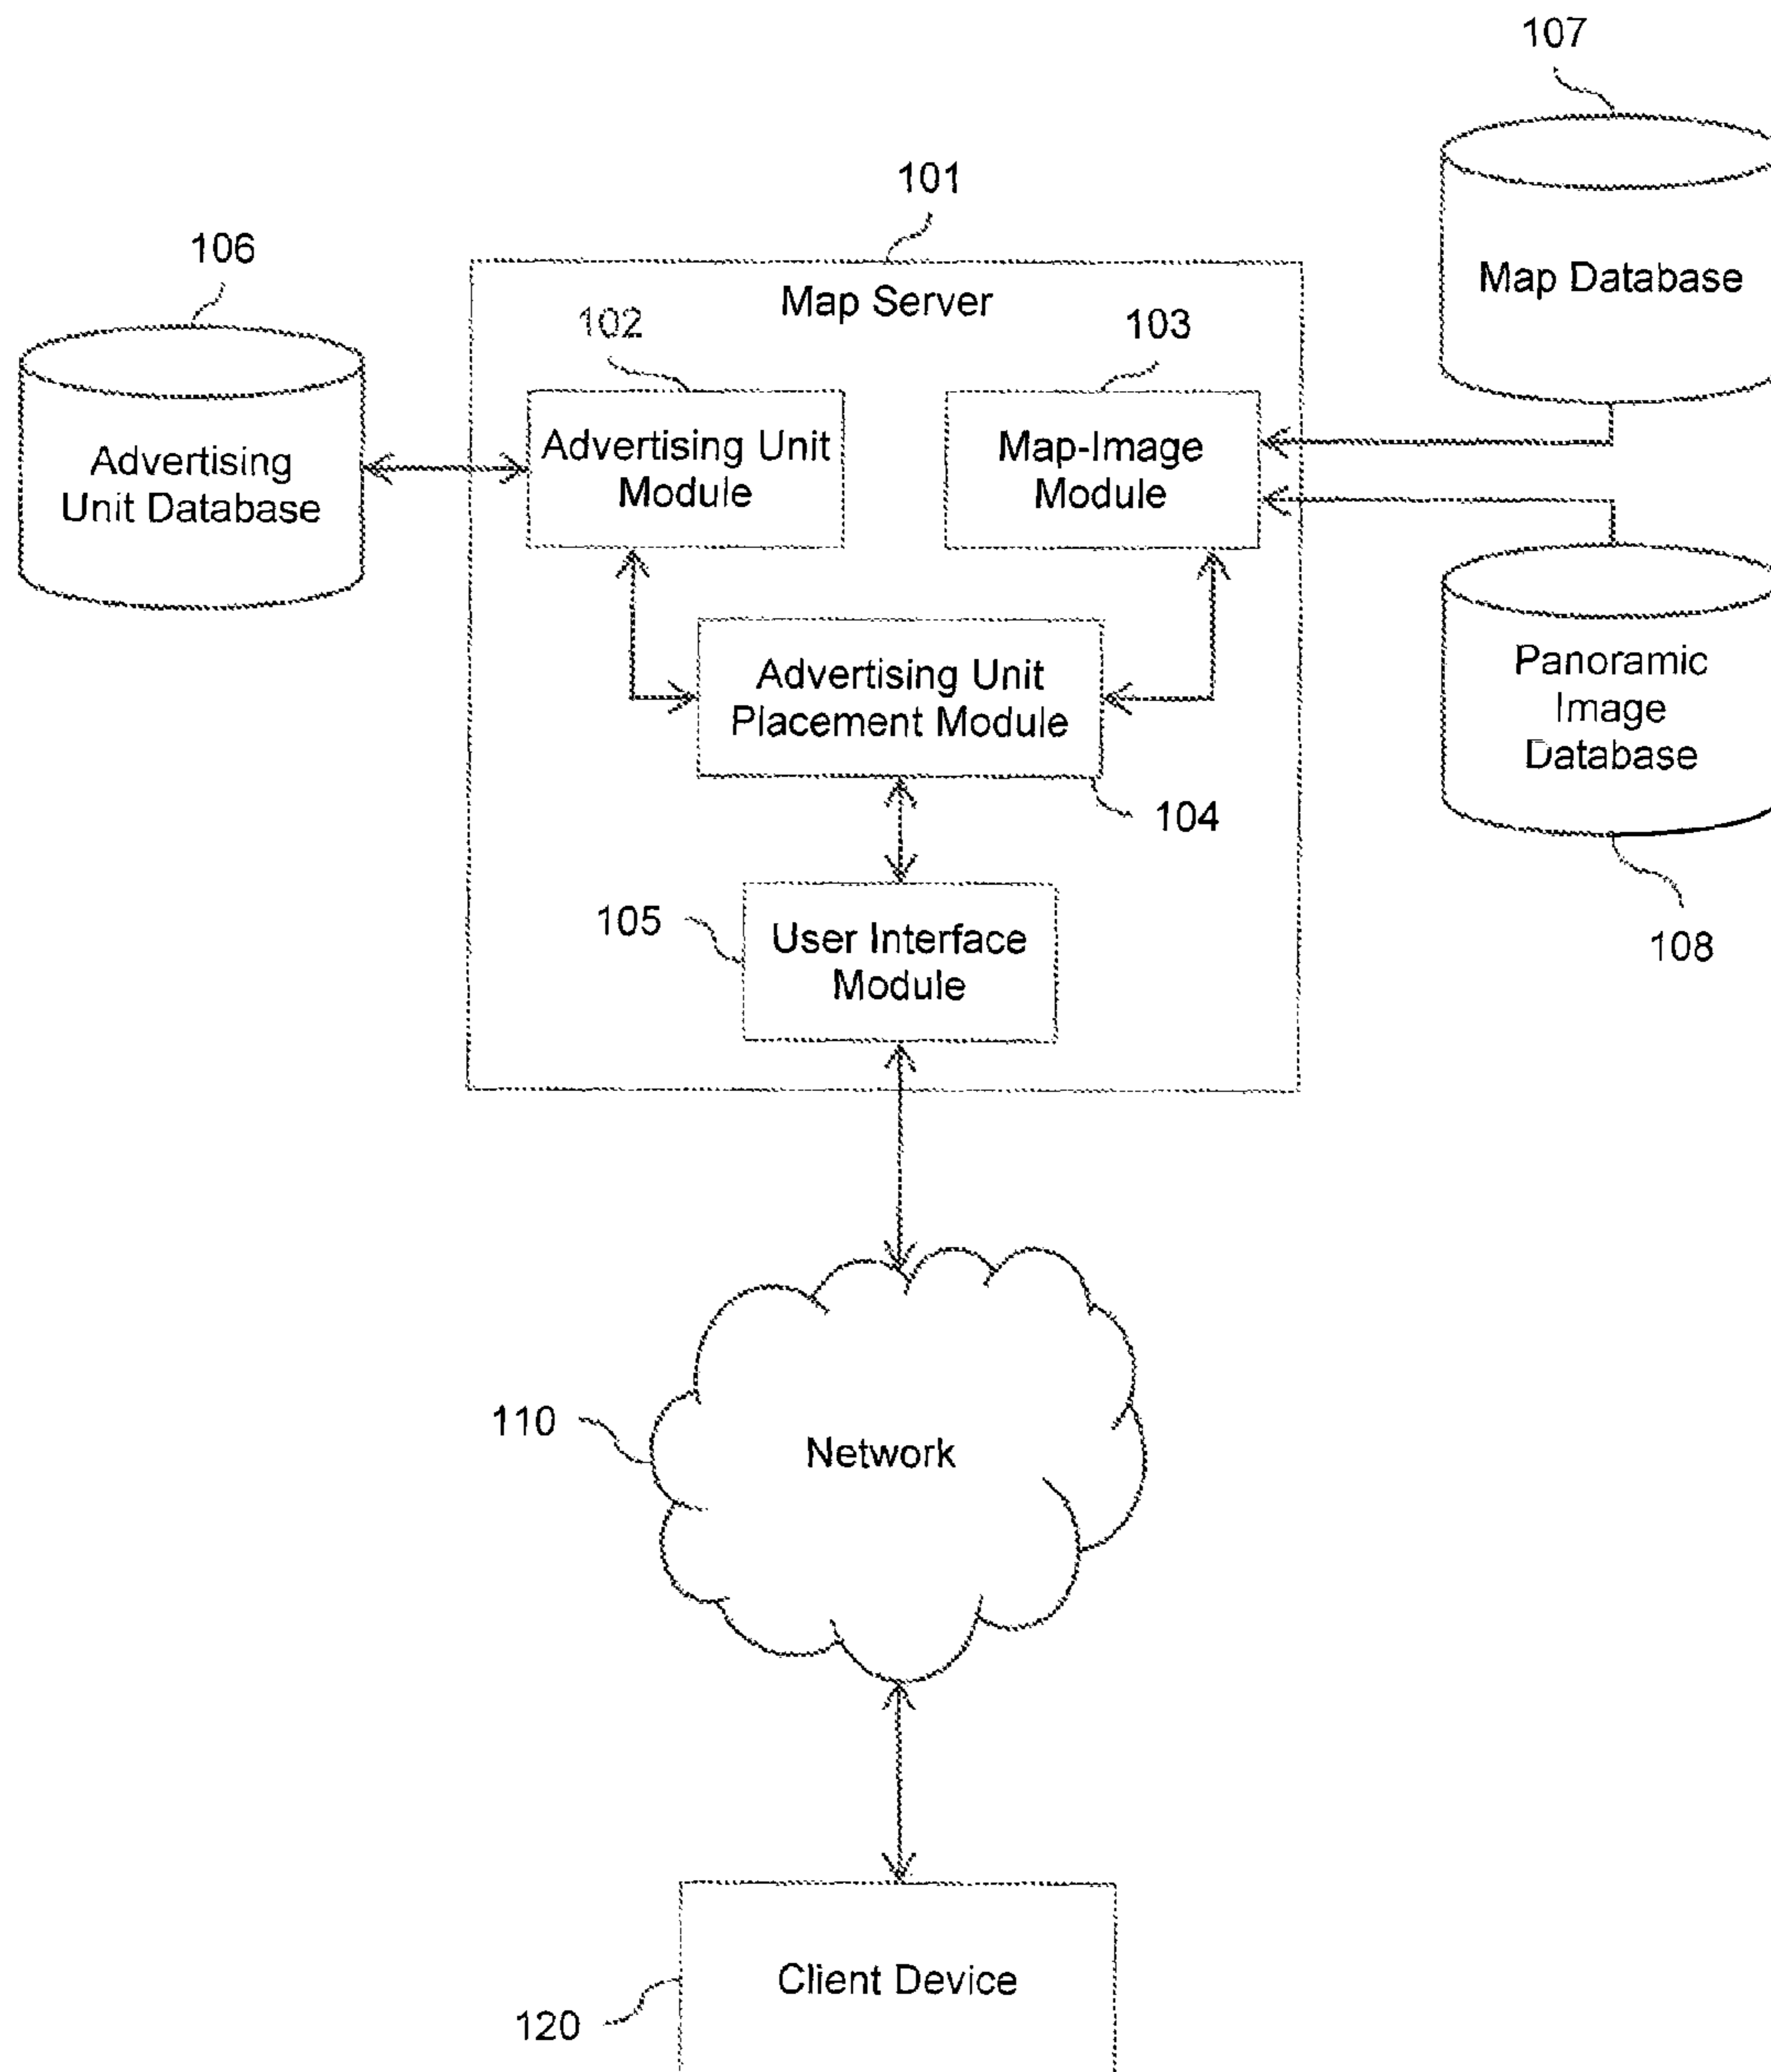 107
101
Map Database
106
Map Server
102
103
Advertising
Unit Database
Advertising Unit
Module
Map-Image
Module
Advertising Unit
Placement Module
Panoramic
Image
Database
104
105
User Interface
Module
108
110
Network
Client Device
120